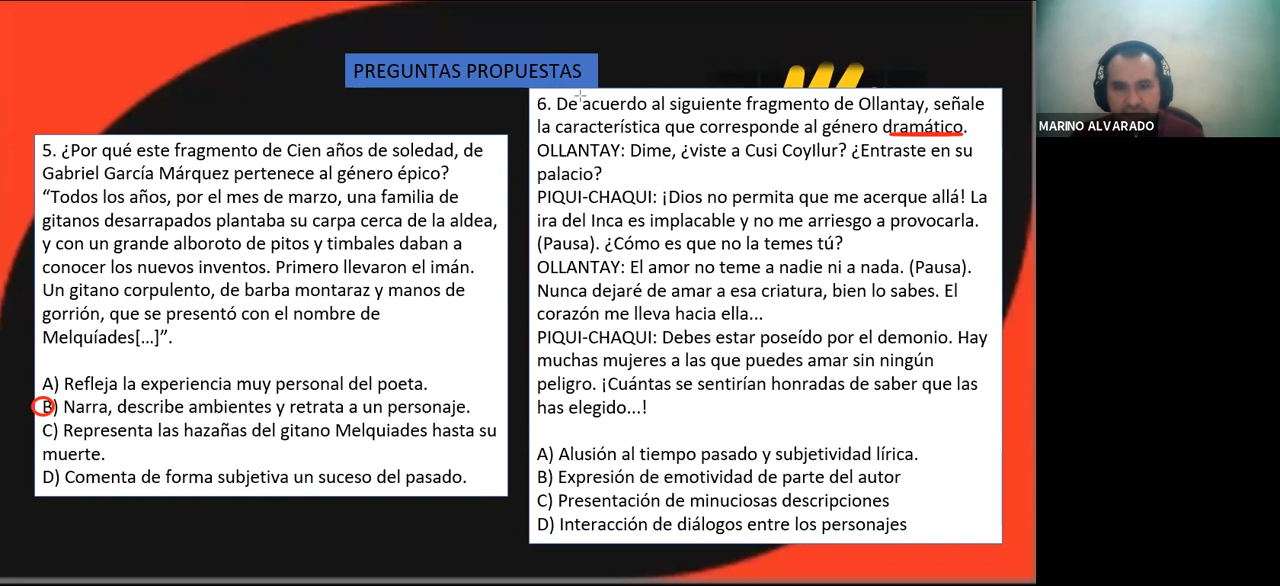 PREGUNTAS PROPUESTAS
5. ¿Por qué este fragmento de Cien años de soledad, de
Gabriel García Márquez pertenece al género épico?
“Todos los años, por el mes de marzo, una familia de
gitanos desarrapados plantaba su carpa cerca de la aldea,
y con un grande alboroto de pitos y timbales daban a
conocer los nuevos inventos. Primero llevaron el imán.
Un gitano corpulento, de barba montaraz y manos de
gorrión, que se presentó con el nombre de
Melquíades[...]”.
A) Refleja la experiencia muy personal del poeta.
B) Narra, describe ambientes y retrata a un personaje.
C) Representa las hazañas del gitano Melquiades hasta su
muerte.
D) Comenta de forma subjetiva un suceso del pasado.
6. De acuerdo al siguiente fragmento de Ollantay, señale
la característica que corresponde al género dramático.
OLLANTAY: Dime, ¿viste a Cusi Coyllur? ¿Entraste en su
palacio?
PIQUI-CHAQUI: ¡Dios no permita que me acerque allá! La
ira del Inca es implacable y no me arriesgo a provocarla.
(Pausa). ¿Cómo es que no la temes tú?
OLLANTAY: El amor no teme a nadie ni a nada. (Pausa).
Nunca dejaré de amar a esa criatura, bien lo sabes. El
corazón me lleva hacia ella...
PIQUI-CHAQUI: Debes estar poseído por el demonio. Hay
muchas mujeres a las que puedes amar sin ningún
peligro. ¡Cuántas se sentirían honradas de saber que las
has elegido...!
A) Alusión al tiempo pasado y subjetividad lírica.
B) Expresión de emotividad de parte del autor
C) Presentación de minuciosas descripciones
D) Interacción de diálogos entre los personajes
MARINO ALVARADO